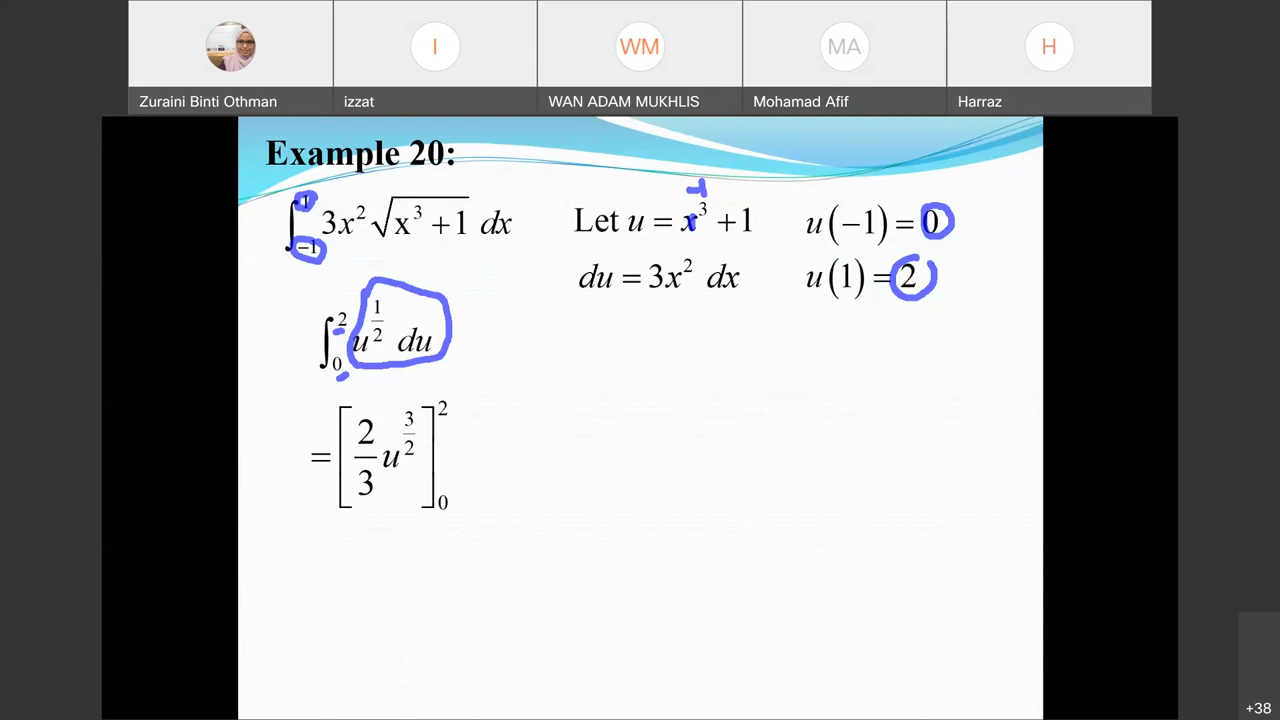 I WM MA H
Zuraini Binti Othman izzat WAN ADAM MUKHLIS Mohamad Afif Harraz
Example 20:
∫₋₁¹ 3x² √(x³ + 1) dx Let u = x³ + 1 u(−1) = 0
-1
du = 3x² dx u(1) = 2
∫₀² u^(1/2) du
= [2/3 u^(3/2)]₀²
+38